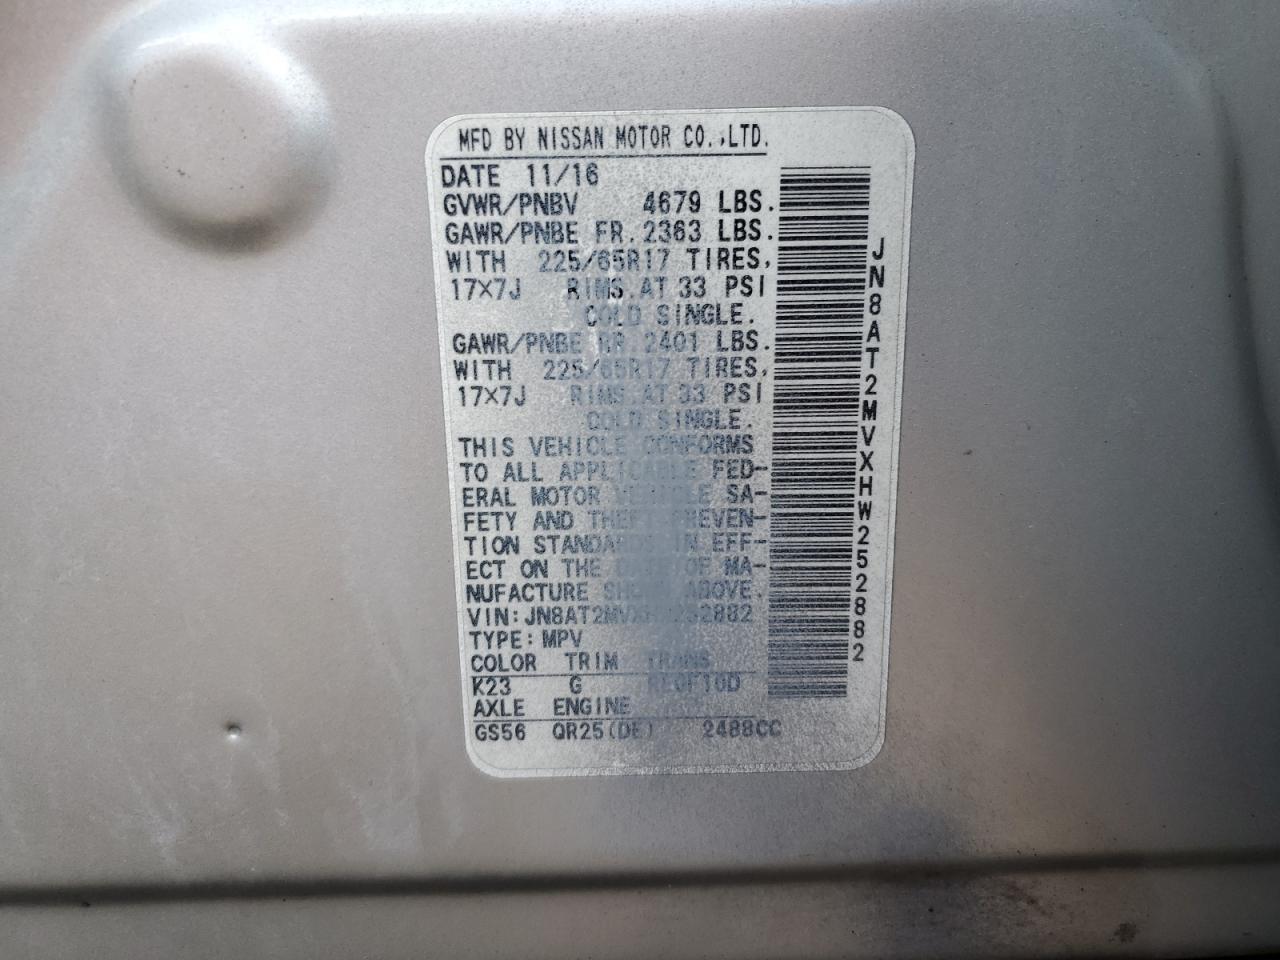 MFD BY NISSAN MOTOR CO.,LTD.
DATE 11/16
GVWR/PNBV 4679 LBS.
GAWR/PNBE FR. 2363 LBS.
WITH 225/65R17 TIRES,
17X7J RIMS.AT 33 PSI
COLD SINGLE.
GAWR/PNBE RR. 2401 LBS.
WITH 225/65R17 TIRES,
17X7J RIMS.AT 33 PSI
COLD SINGLE.
THIS VEHICLE CONFORMS
TO ALL APPLICABLE FED-
ERAL MOTOR VEHICLE SA-
FETY AND THEFT PREVEN-
TION STANDARDS IN EFF-
ECT ON THE DATE OF MA-
NUFACTURE SHOWN ABOVE.
VIN:JN8AT2MVXHW252882
TYPE:MPV
COLOR TRIM TRANS
K23 G RE0F10D
AXLE ENGINE
GS56 QR25(DE) 2488CC
JN8AT2MVXHW252882